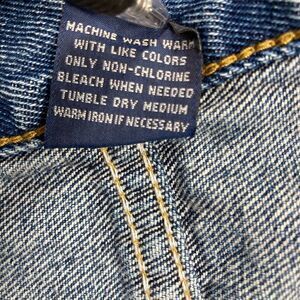 MACHINE WASH WARM
WITH LIKE COLORS
ONLY NON-CHLORINE
BLEACH WHEN NEEDED
TUMBLE DRY MEDIUM
WARM IRON IF NECESSARY